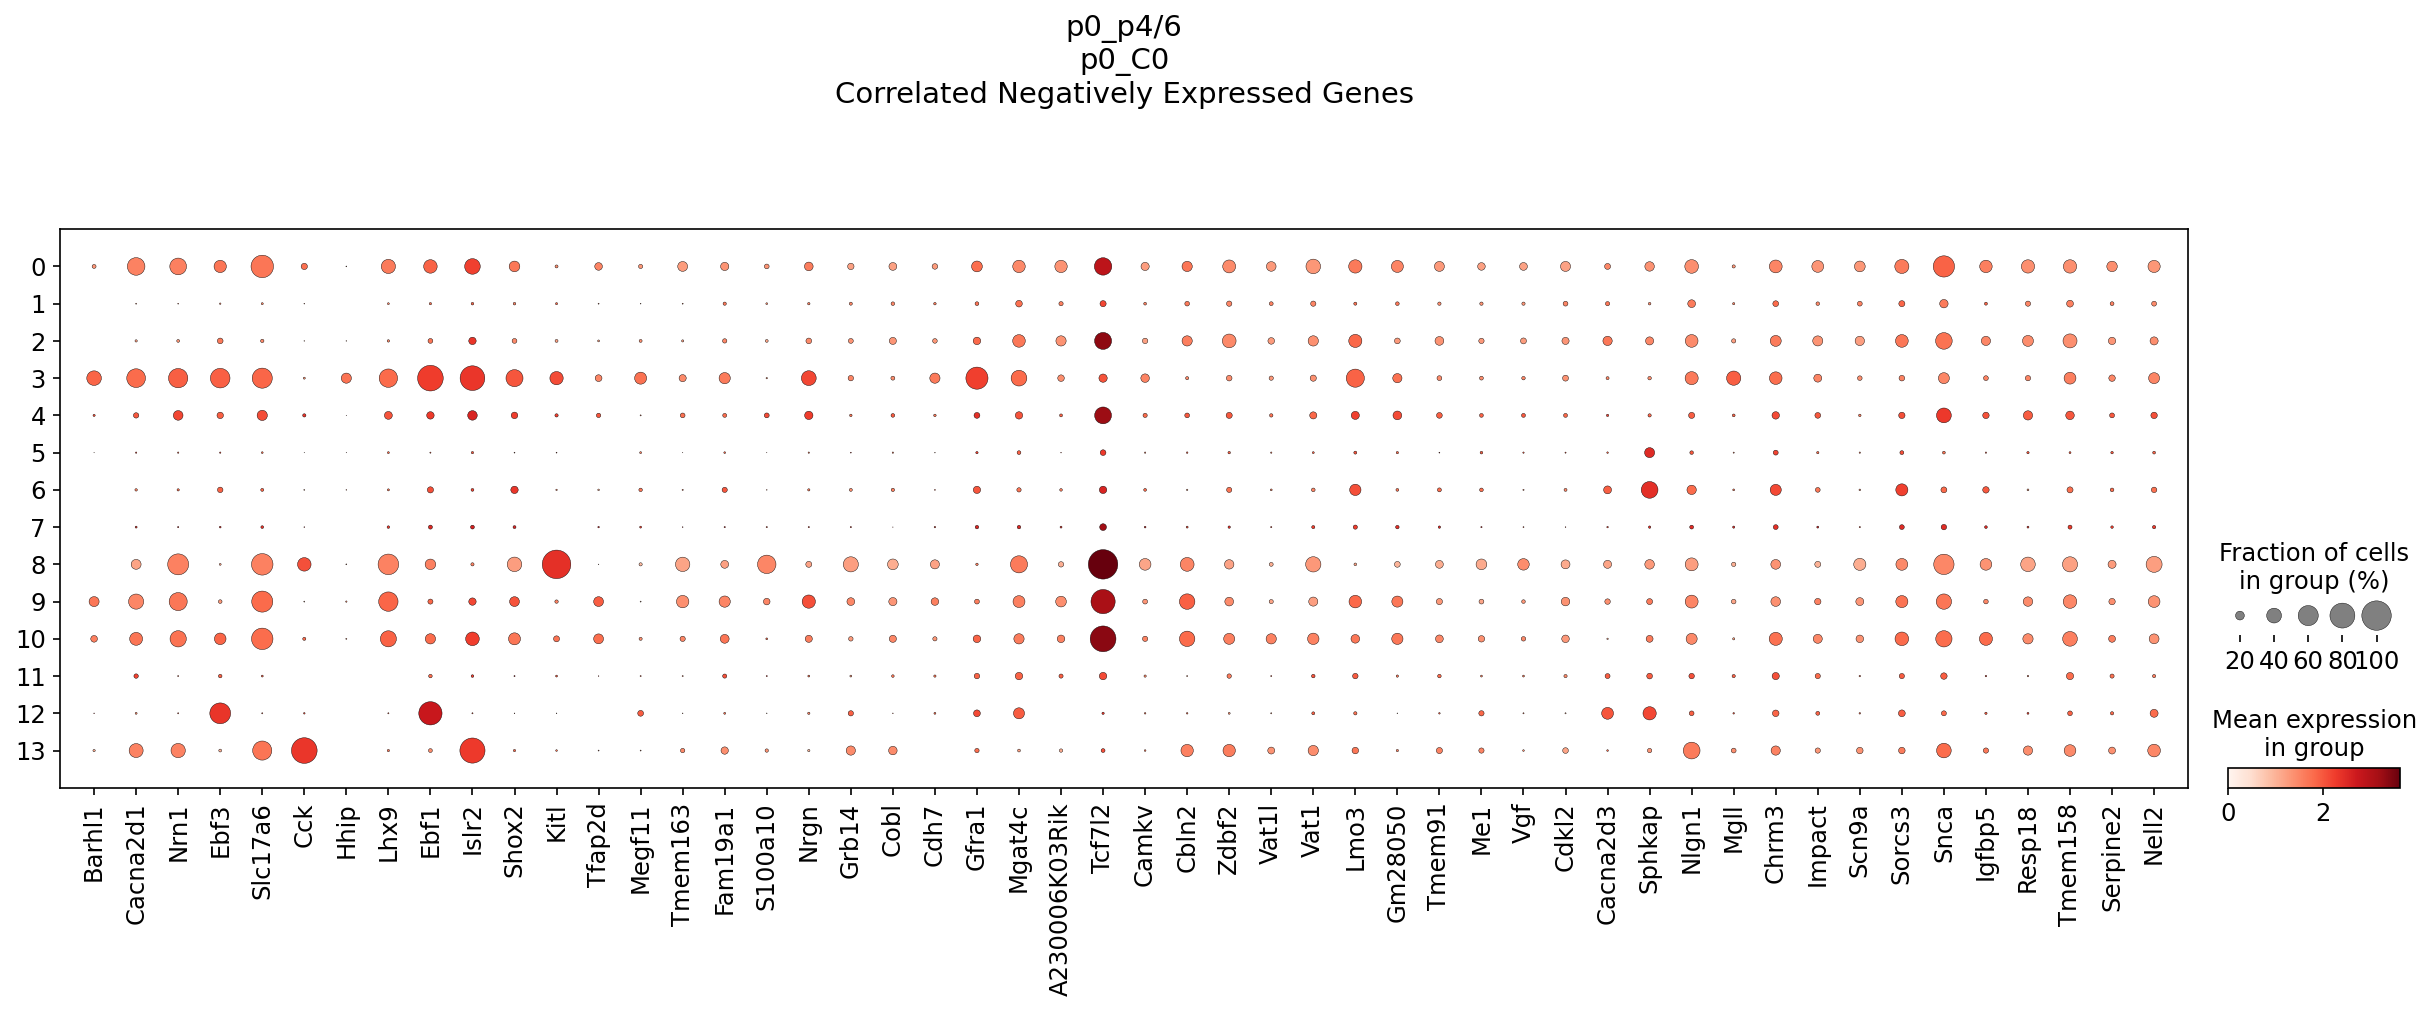 p0_p4/6
p0_C0
Correlated Negatively Expressed Genes
0
1
2
3
4
5
6
7
8
9
10
11
12
13
Barhl1
Cacna2d1
Nrn1
Ebf3
Slc17a6
Cck
Hhip
Lhx9
Ebf1
Islr2
Shox2
Kitl
Tfap2d
Megf11
Tmem163
Fam19a1
S100a10
Nrgn
Grb14
Cobl
Cdh7
Gfra1
Mgat4c
A230006K03Rik
Tcf7l2
Camkv
Cbln2
Zdbf2
Vat1l
Vat1
Lmo3
Gm28050
Tmem91
Me1
Vgf
Cdkl2
Cacna2d3
Sphkap
Nlgn1
Mgll
Chrm3
Impact
Scn9a
Sorcs3
Snca
Igfbp5
Resp18
Tmem158
Serpine2
Nell2
Fraction of cells
in group (%)
20 40 60 80 100
Mean expression
in group
0 2